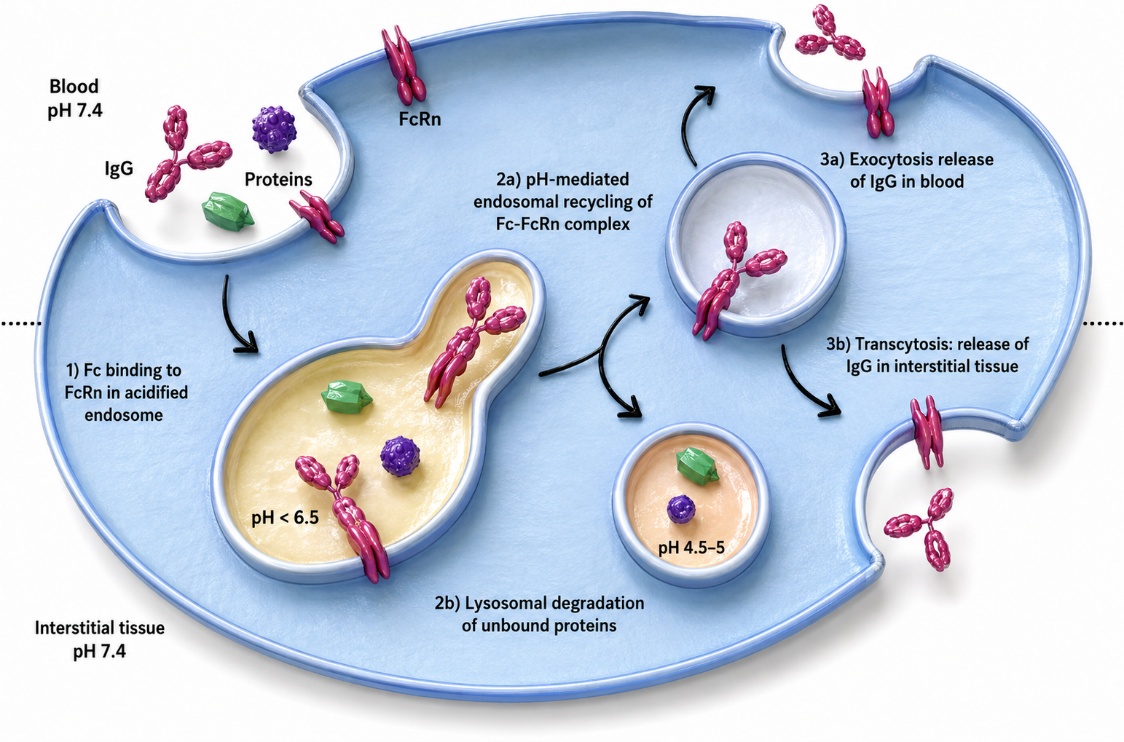 Blood
pH 7.4
IgG
Proteins
FcRn
2a) pH-mediated
endosomal recycling of
Fc-FcRn complex
3a) Exocytosis release
of IgG in blood
1) Fc binding to
FcRn in acidified
endosome
3b) Transcytosis: release of
IgG in interstitial tissue
pH < 6.5
pH 4.5–5
2b) Lysosomal degradation
of unbound proteins
Interstitial tissue
pH 7.4